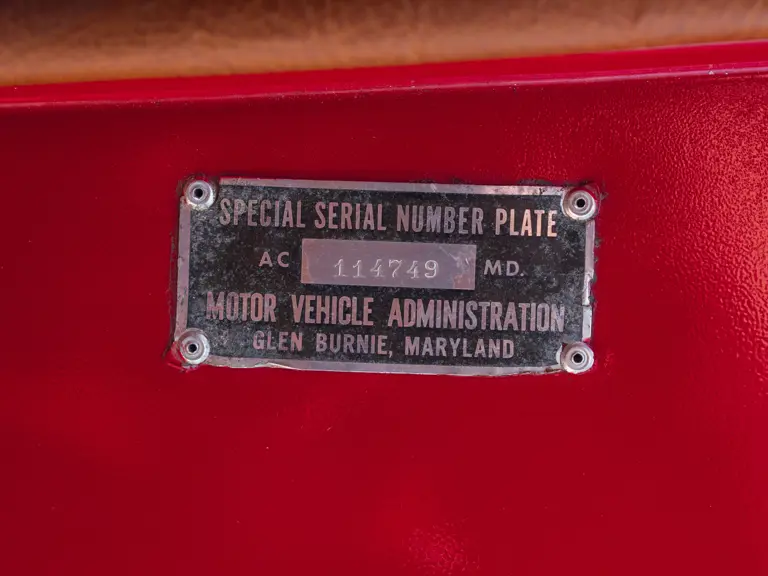 SPECIAL SERIAL NUMBER PLATE
AC 114749 MD.
MOTOR VEHICLE ADMINISTRATION
GLEN BURNIE, MARYLAND